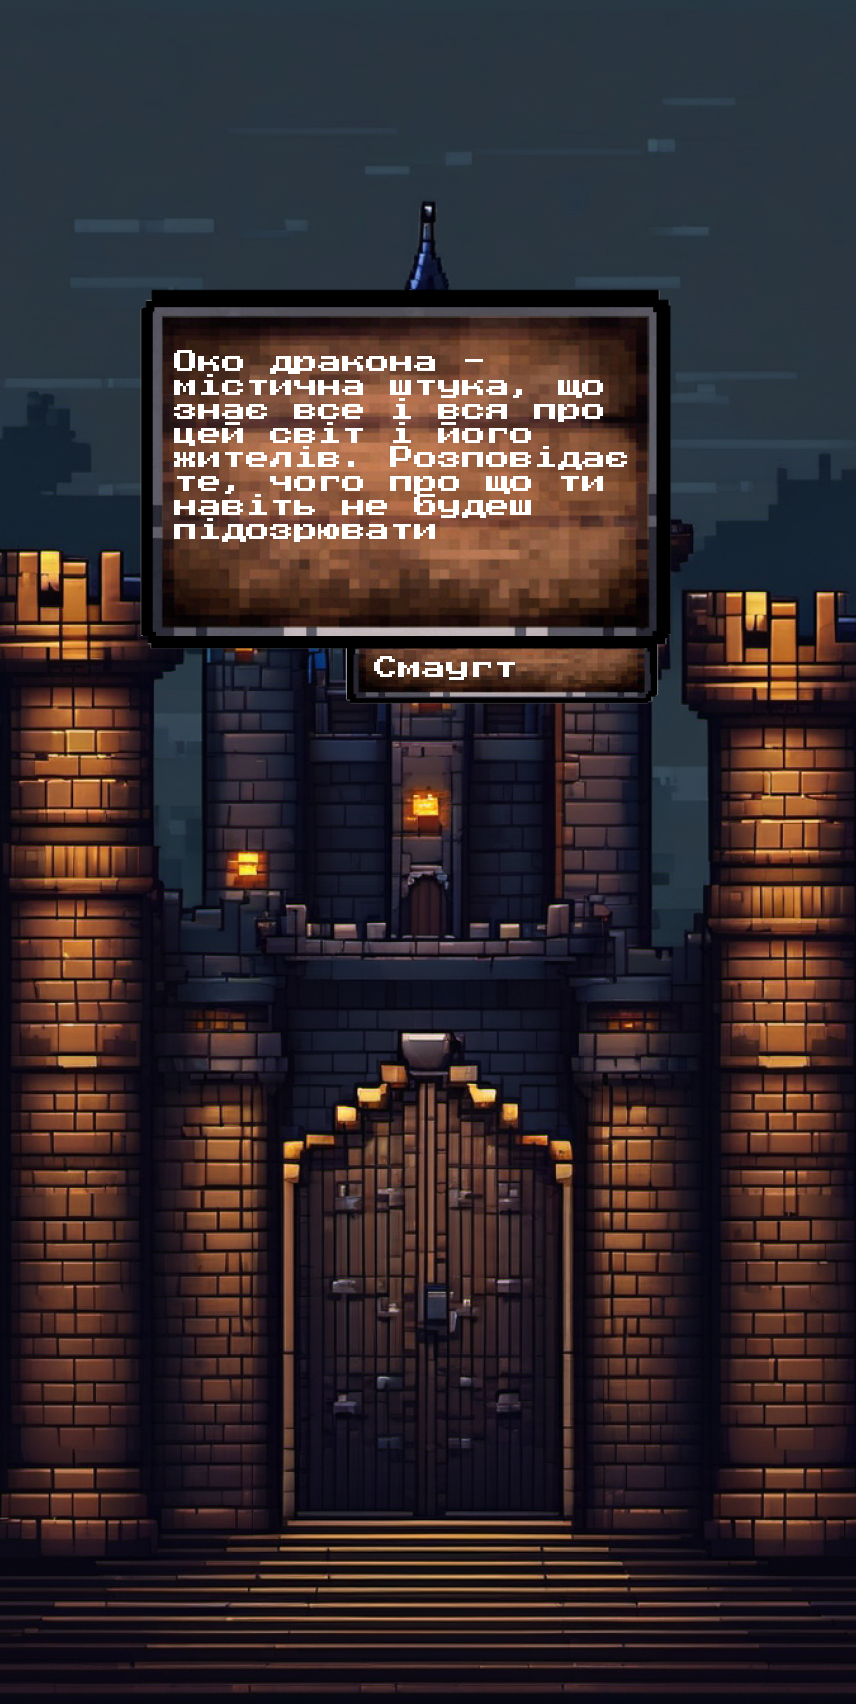 Око дракона –
містична штука, що
знає все і вся про
цей світ і його
жителів. Розповідає
те, чого про що ти
навіть не будеш
підозрювати
Смаугт